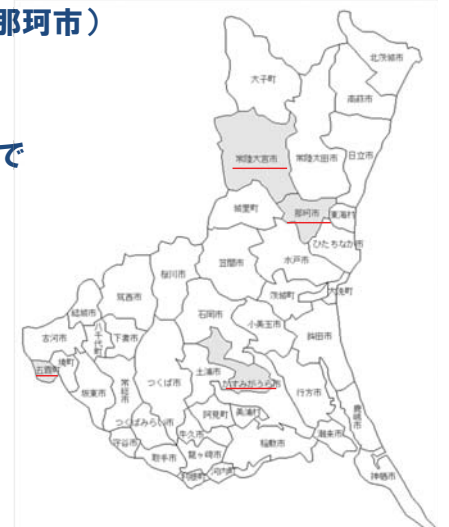 那珂市）
で
北茨城市
大子町
高萩市
常陸大宮市
常陸太田市
日立市
城里町
那珂市
東海村
ひたちなか市
笠間市
水戸市
桜川市
茨城町
大洗町
筑西市
結城市
石岡市
小美玉市
鉾田市
古河市
八千代町
下妻市
五霞町
境町
土浦市
かすみがうら市
坂東市
常総市
つくば市
行方市
鹿嶋市
つくばみらい市
阿見町
美浦村
牛久市
稲敷市
潮来市
守谷市
取手市
龍ケ崎市
利根町
河内町
神栖市